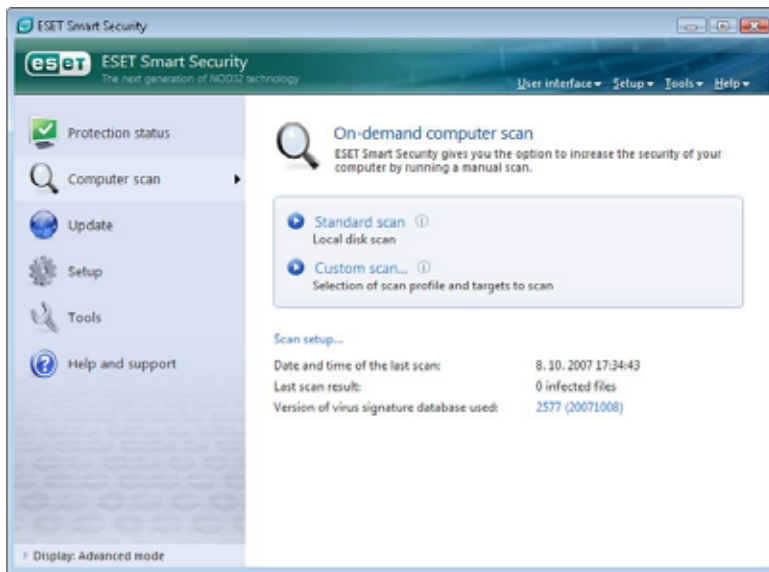 ESET Smart Security
eset ESET Smart Security
The next generation of NOD32 technology
User interface Setup Tools Help
Protection status
Computer scan
Update
Setup
Tools
Help and support
Display: Advanced mode
On-demand computer scan
ESET Smart Security gives you the option to increase the security of your
computer by running a manual scan.
Standard scan
Local disk scan
Custom scan...
Selection of scan profile and targets to scan
Scan setup...
Date and time of the last scan: 8. 10. 2007 17:34:43
Last scan result: 0 infected files
Version of virus signature database used: 2577 (20071008)